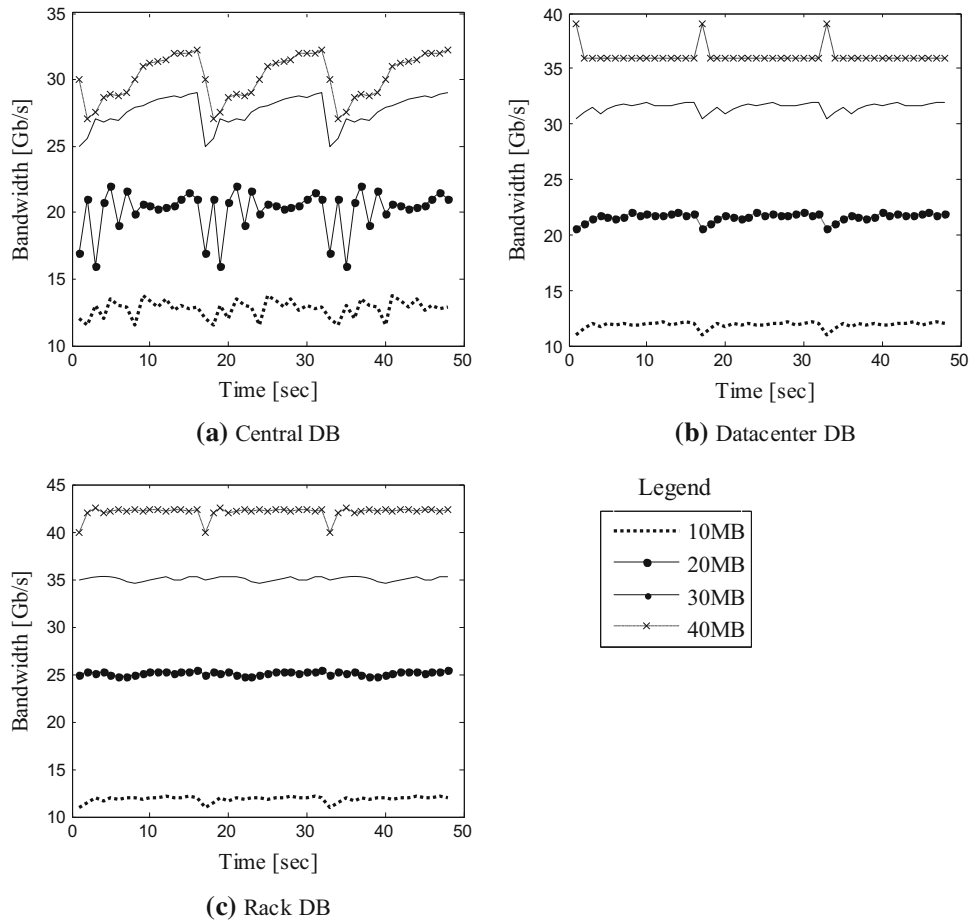 35
30
25
20
15
10
0
10
20
30
40
50
Bandwidth [Gb/s]
Time [sec]
(a) Central DB
40
35
30
25
20
15
10
0
10
20
30
40
50
Bandwidth [Gb/s]
Time [sec]
(b) Datacenter DB
45
40
35
30
25
20
15
10
0
10
20
30
40
50
Bandwidth [Gb/s]
Time [sec]
(c) Rack DB
Legend
10MB
20MB
30MB
40MB